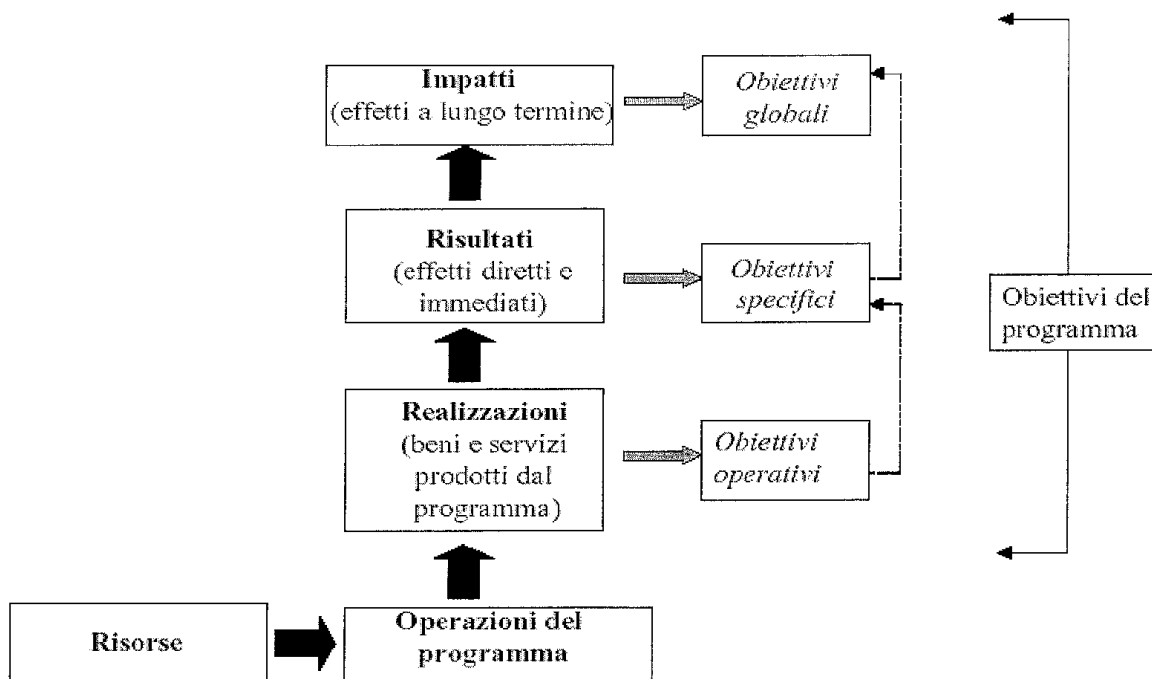 Impatti
(effetti a lungo termine)
Obiettivi
globali
Risultati
(effetti diretti e
immediati)
Obiettivi
specifici
Obiettivi del
programma
Realizzazioni
(beni e servizi
prodotti dal
programma)
Obiettivi
operativi
Risorse
Operazioni del
programma